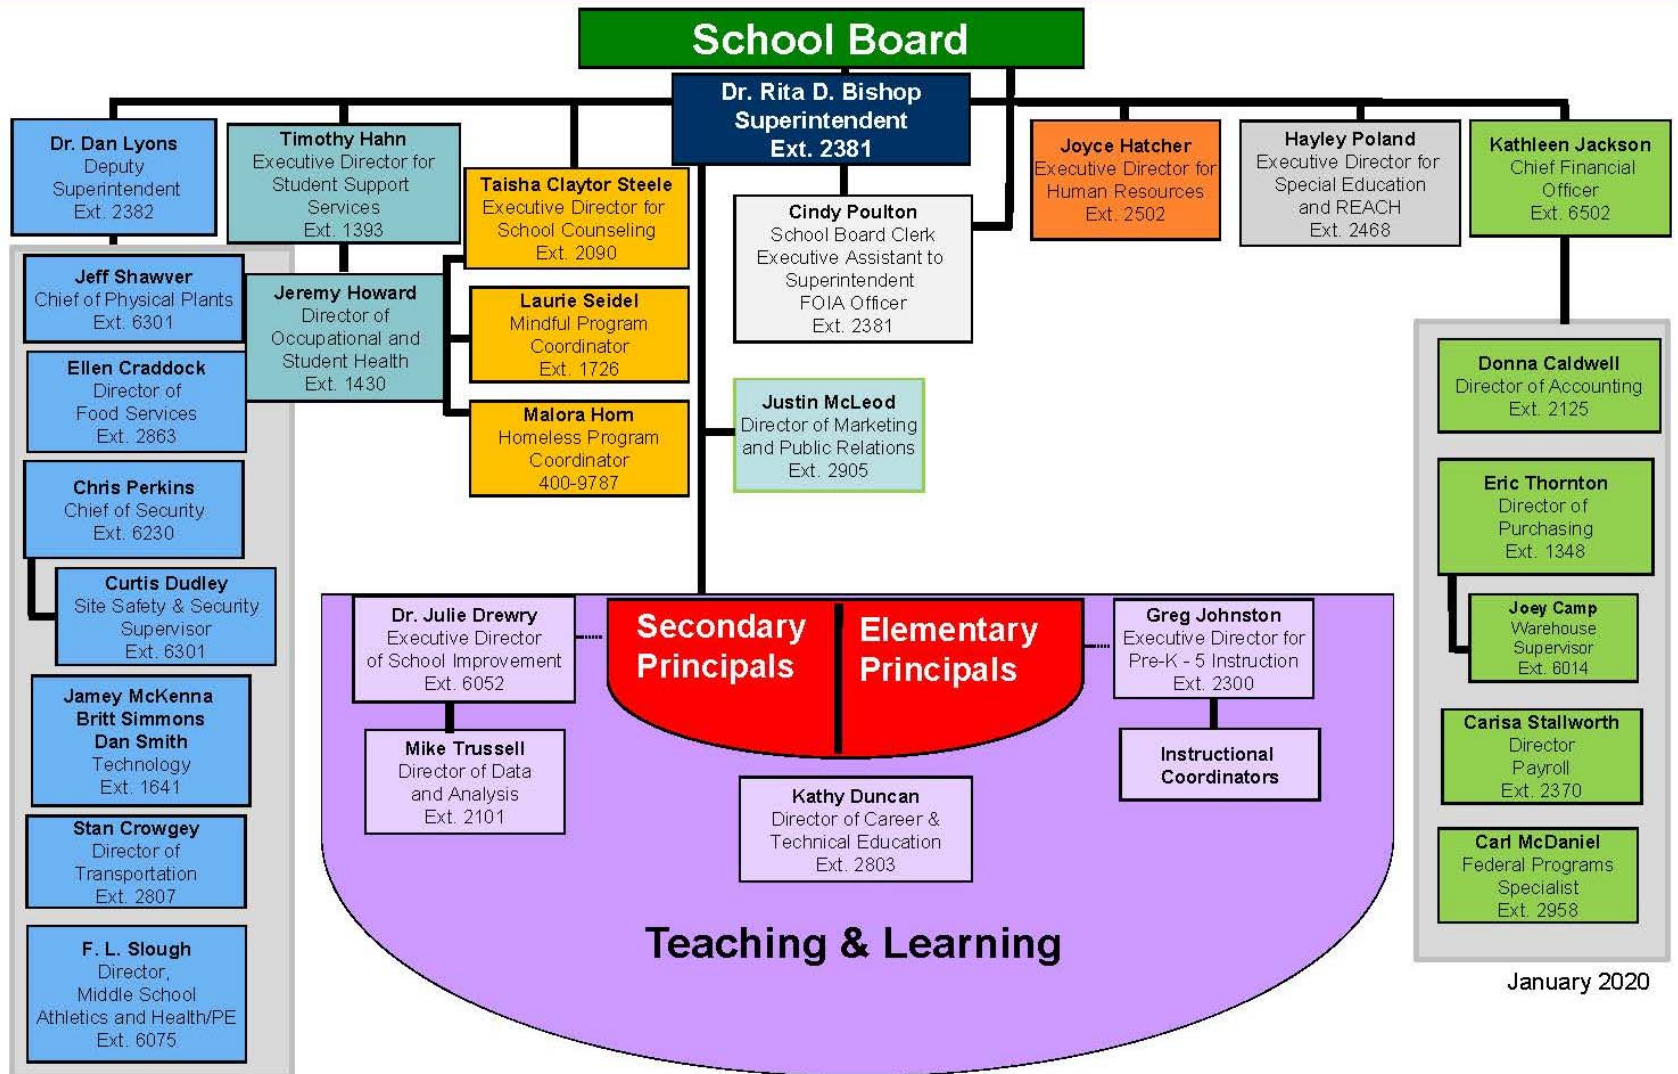 School Board
Dr. Rita D. Bishop
Superintendent
Ext. 2381
Dr. Dan Lyons
Deputy
Superintendent
Ext. 2382
Timothy Hahn
Executive Director for
Student Support
Services
Ext. 1393
Taisha Claytor Steele
Executive Director for
School Counseling
Ext. 2090
Cindy Poulton
School Board Clerk
Executive Assistant to
Superintendent
FOIA Officer
Ext. 2381
Joyce Hatcher
Executive Director for
Human Resources
Ext. 2502
Hayley Poland
Executive Director for
Special Education
and REACH
Ext. 2468
Kathleen Jackson
Chief Financial
Officer
Ext. 6502
Jeff Shawver
Chief of Physical Plants
Ext. 6301
Ellen Craddock
Director of
Food Services
Ext. 2863
Chris Perkins
Chief of Security
Ext. 6230
Curtis Dudley
Site Safety & Security
Supervisor
Ext. 6301
Jamey McKenna
Britt Simmons
Dan Smith
Technology
Ext. 1641
Stan Crowgey
Director of
Transportation
Ext. 2807
F. L. Slough
Director,
Middle School
Athletics and Health/PE
Ext. 6075
Jeremy Howard
Director of
Occupational and
Student Health
Ext. 1430
Laurie Seidel
Mindful Program
Coordinator
Ext. 1726
Malora Horn
Homeless Program
Coordinator
400-9787
Justin McLeod
Director of Marketing
and Public Relations
Ext. 2905
Dr. Julie Drewry
Executive Director
of School Improvement
Ext. 6052
Mike Trussell
Director of Data
and Analysis
Ext. 2101
Secondary
Principals
Elementary
Principals
Greg Johnston
Executive Director for
Pre-K - 5 Instruction
Ext. 2300
Instructional
Coordinators
Kathy Duncan
Director of Career &
Technical Education
Ext. 2803
Teaching & Learning
Donna Caldwell
Director of Accounting
Ext. 2125
Eric Thornton
Director of
Purchasing
Ext. 1348
Joey Camp
Warehouse
Supervisor
Ext. 6014
Carisa Stallworth
Director
Payroll
Ext. 2370
Carl McDaniel
Federal Programs
Specialist
Ext. 2958
January 2020